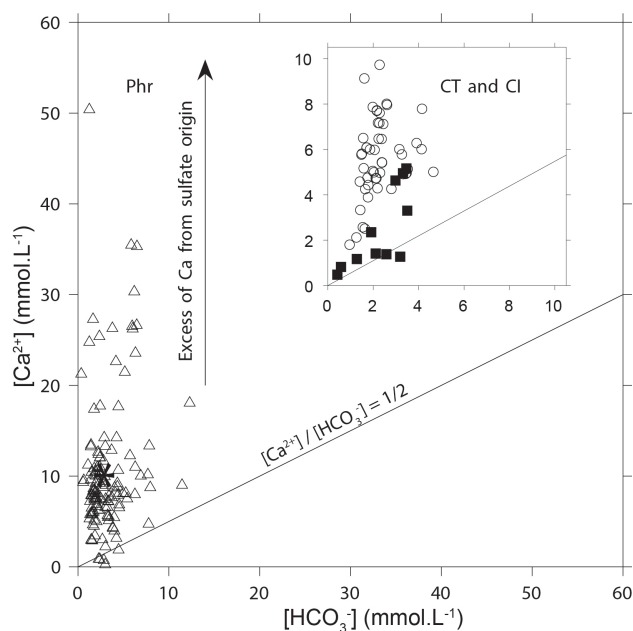 60
50
40
30
20
10
0
[Ca²⁺] (mmol.L⁻¹)
Phr
Excess of Ca from sulfate origin
CT and CI
10
8
6
4
2
0
0 2 4 6 8 10
[Ca²⁺] / [HCO₃⁻] = 1/2
0 10 20 30 40 50 60
[HCO₃⁻] (mmol.L⁻¹)